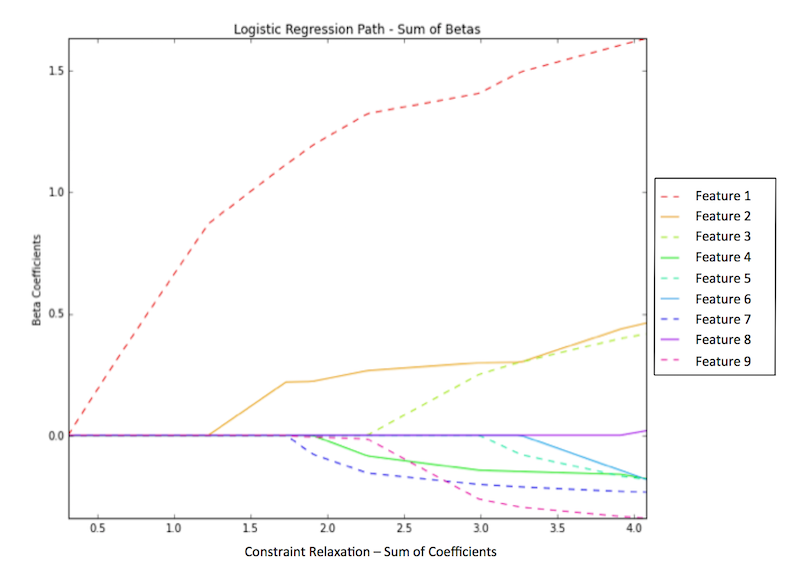 Logistic Regression Path - Sum of Betas
1.5
1.0
0.5
0.0
Beta Coefficients
0.5 1.0 1.5 2.0 2.5 3.0 3.5 4.0
Constraint Relaxation – Sum of Coefficients
Feature 1
Feature 2
Feature 3
Feature 4
Feature 5
Feature 6
Feature 7
Feature 8
Feature 9